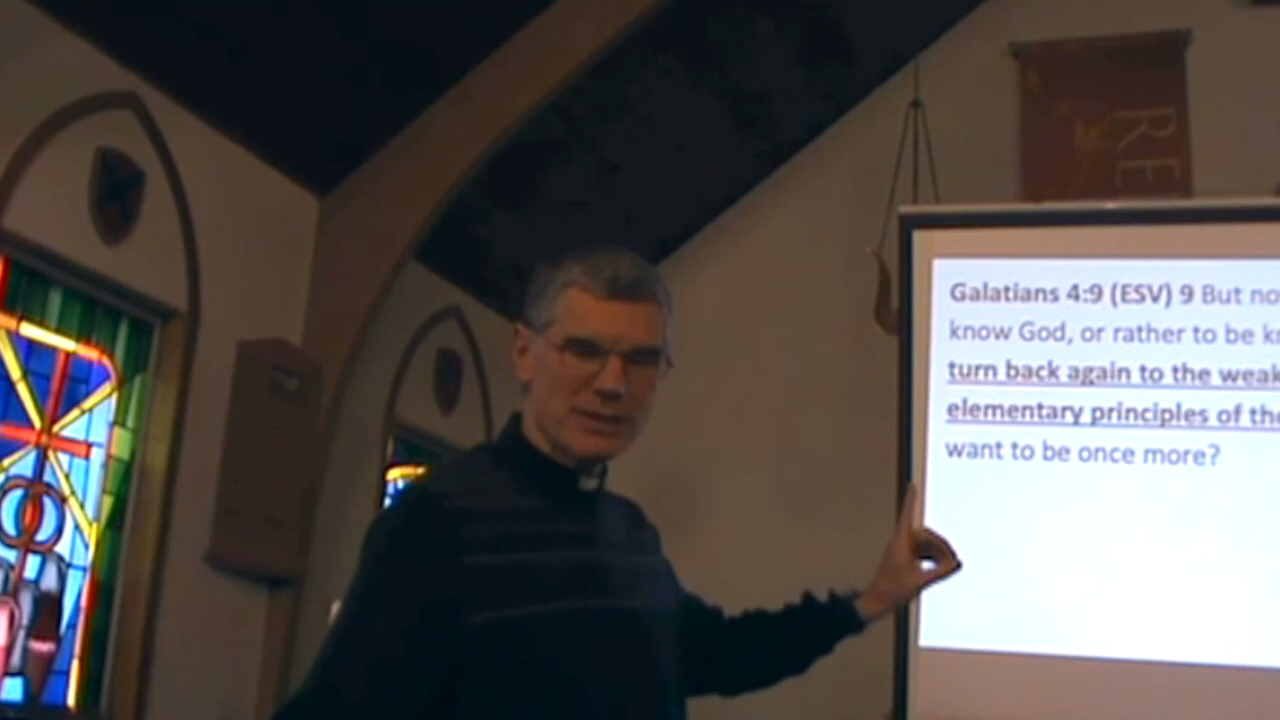 RE
Galatians 4:9 (ESV) 9 But no
know God, or rather to be k
turn back again to the weak
elementary principles of the
want to be once more?